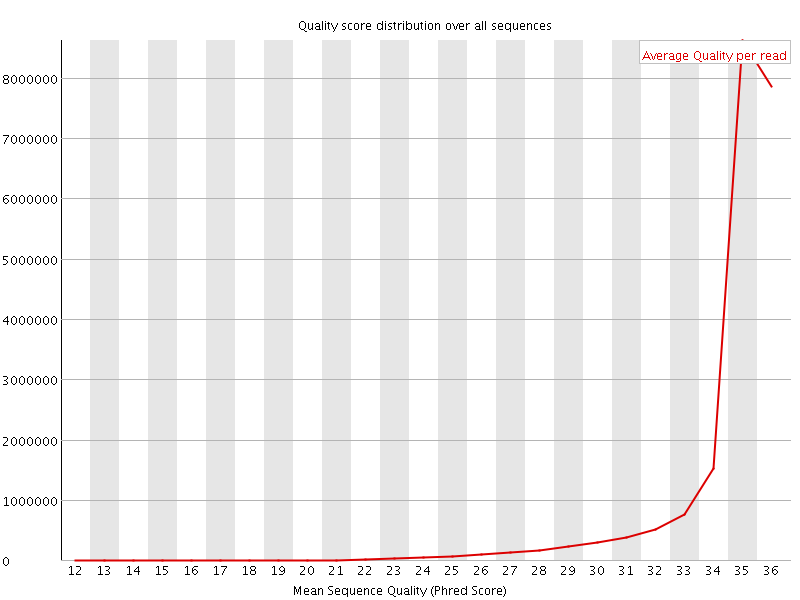 Quality score distribution over all sequences
Average Quality per read
8000000
7000000
6000000
5000000
4000000
3000000
2000000
1000000
0
12 13 14 15 16 17 18 19 20 21 22 23 24 25 26 27 28 29 30 31 32 33 34 35 36
Mean Sequence Quality (Phred Score)